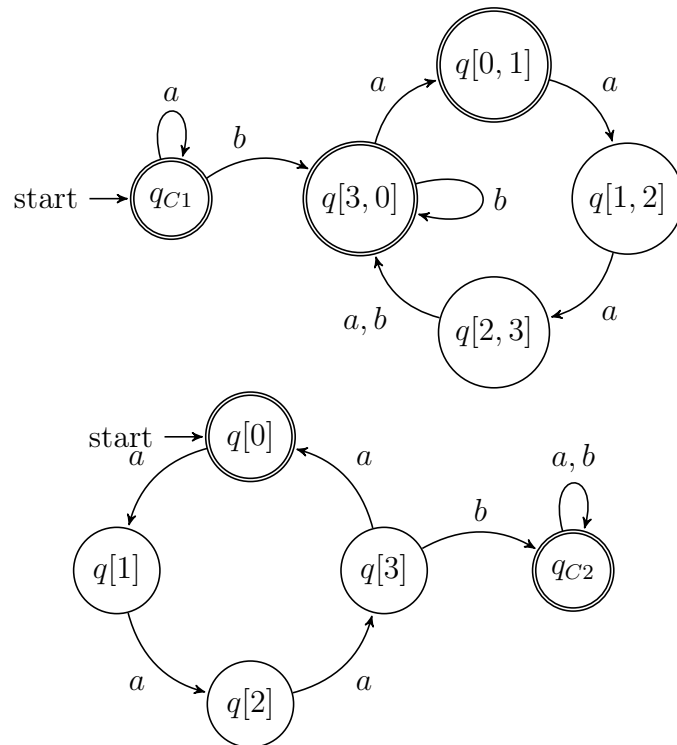 q[0, 1]
a
a
a
b
start
q_{C1}
q[3, 0]
b
q[1, 2]
a, b
a
q[2, 3]
start
q[0]
a
a
a, b
b
q[1]
q[3]
q_{C2}
a
a
q[2]